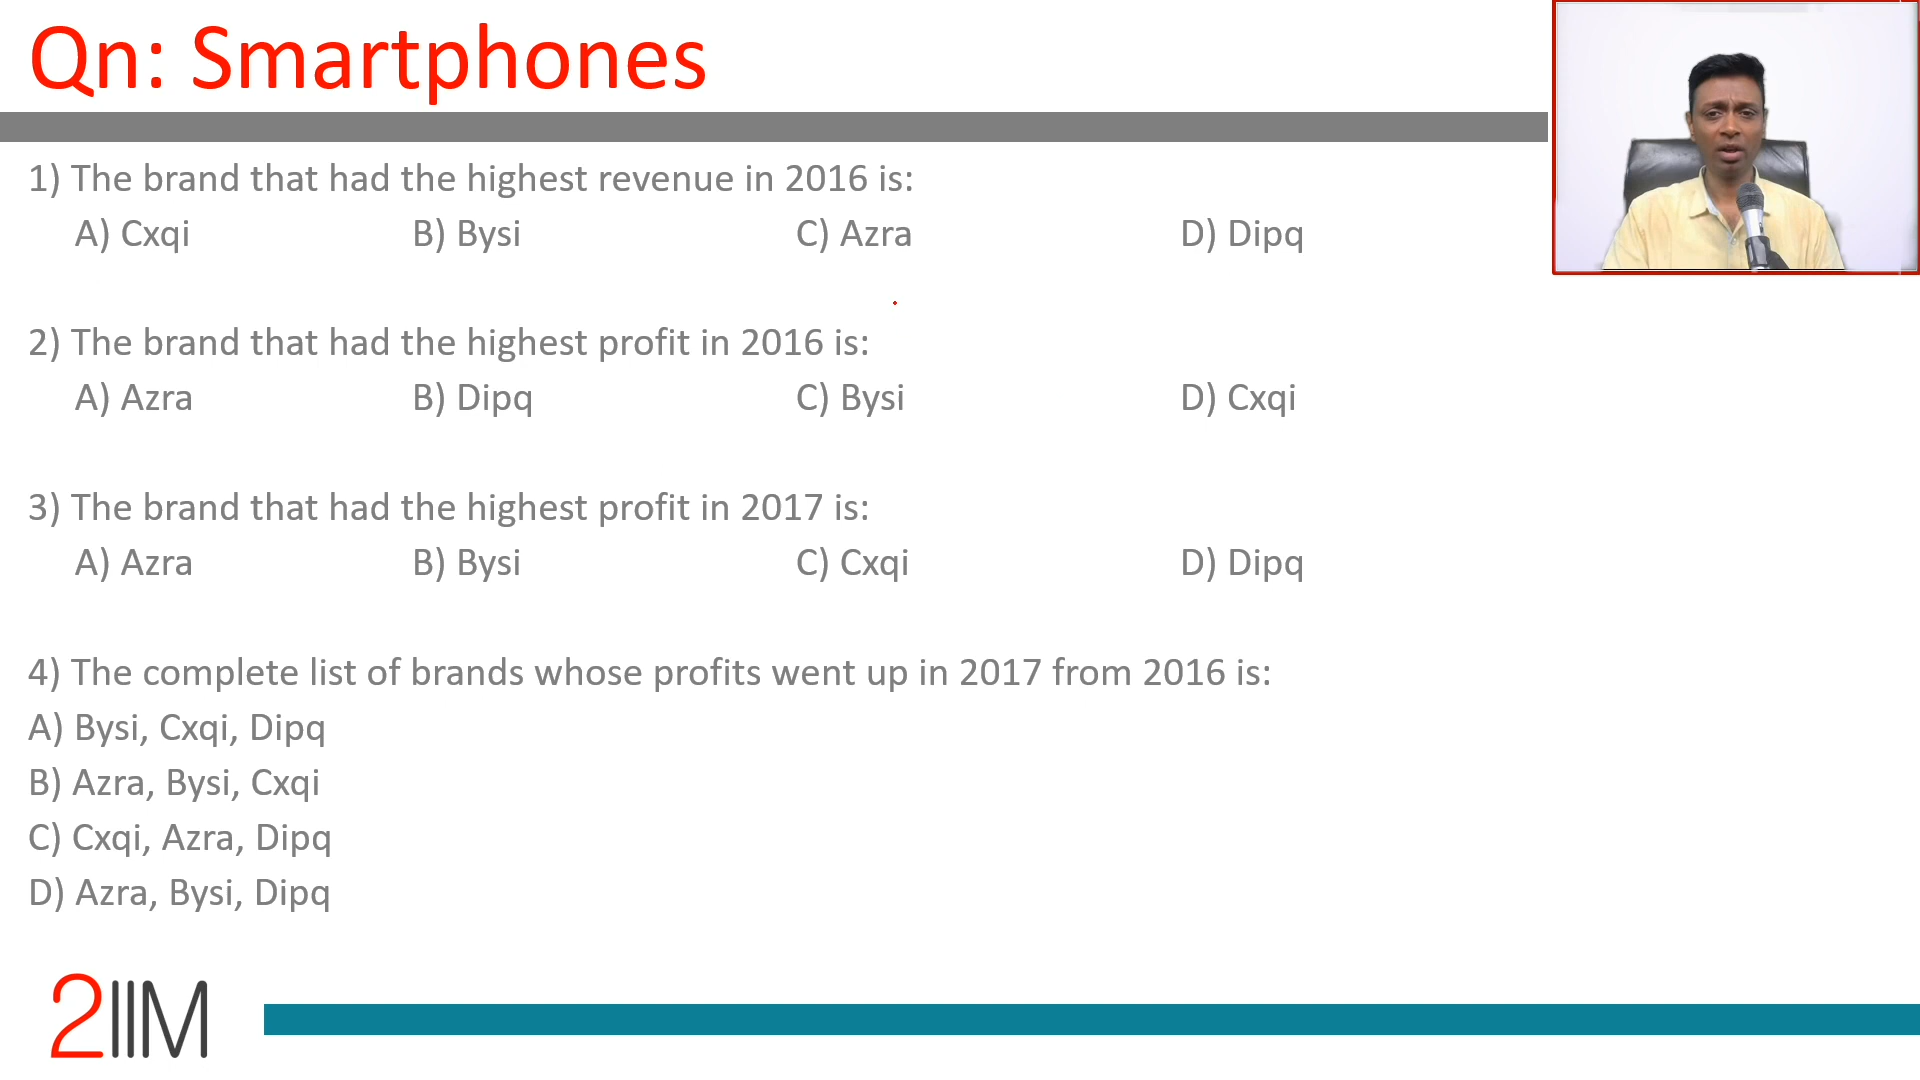 Qn: Smartphones
1) The brand that had the highest revenue in 2016 is:
A) Cxqi B) Bysi C) Azra D) Dipq
2) The brand that had the highest profit in 2016 is:
A) Azra B) Dipq C) Bysi D) Cxqi
3) The brand that had the highest profit in 2017 is:
A) Azra B) Bysi C) Cxqi D) Dipq
4) The complete list of brands whose profits went up in 2017 from 2016 is:
A) Bysi, Cxqi, Dipq
B) Azra, Bysi, Cxqi
C) Cxqi, Azra, Dipq
D) Azra, Bysi, Dipq
2IIM